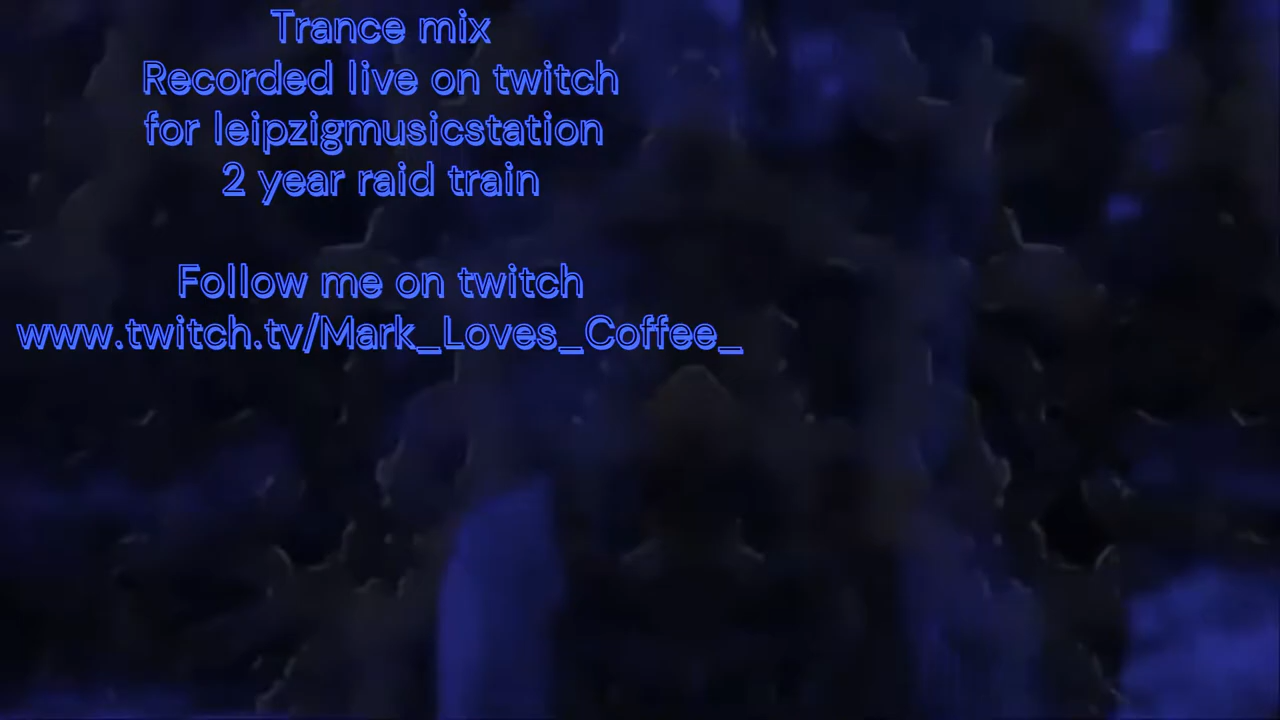 Trance mix
Recorded live on twitch
for leipzigmusicstation
2 year raid train
Follow me on twitch
www.twitch.tv/Mark_Loves_Coffee_